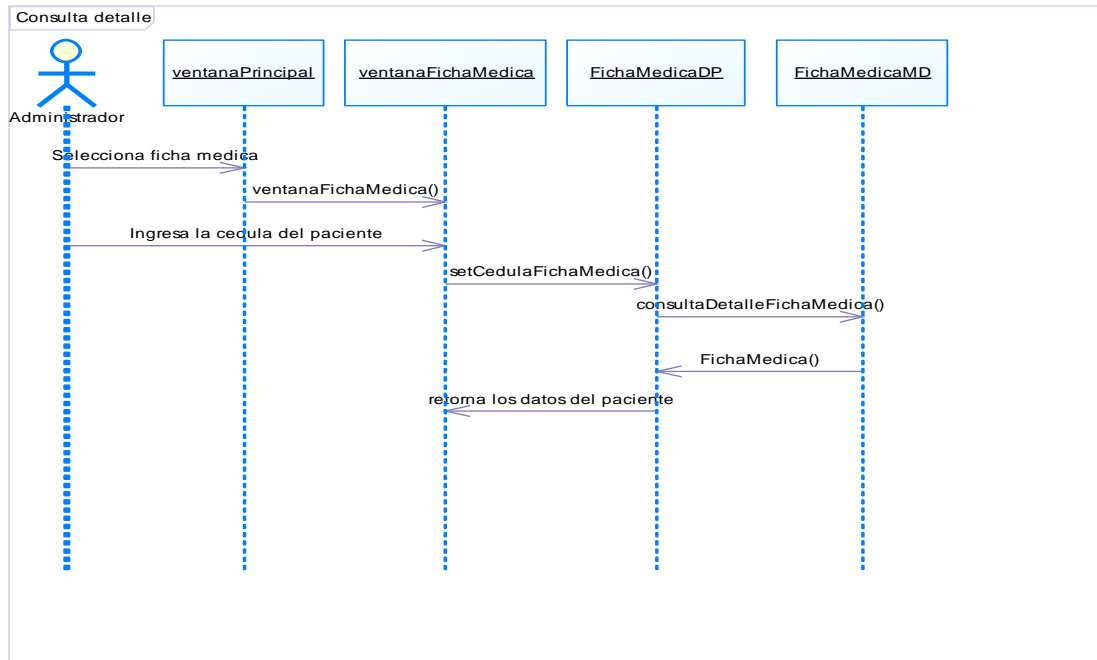 Consulta detalle
ventanaPrincipal
ventanaFichaMedica
FichaMedicaDP
FichaMedicaMD
Administrador
Selecciona ficha medica
ventanaFichaMedica()
Ingresa la cedula del paciente
setCedulaFichaMedica()
consultaDetalleFichaMedica()
FichaMedica()
retorna los datos del paciente